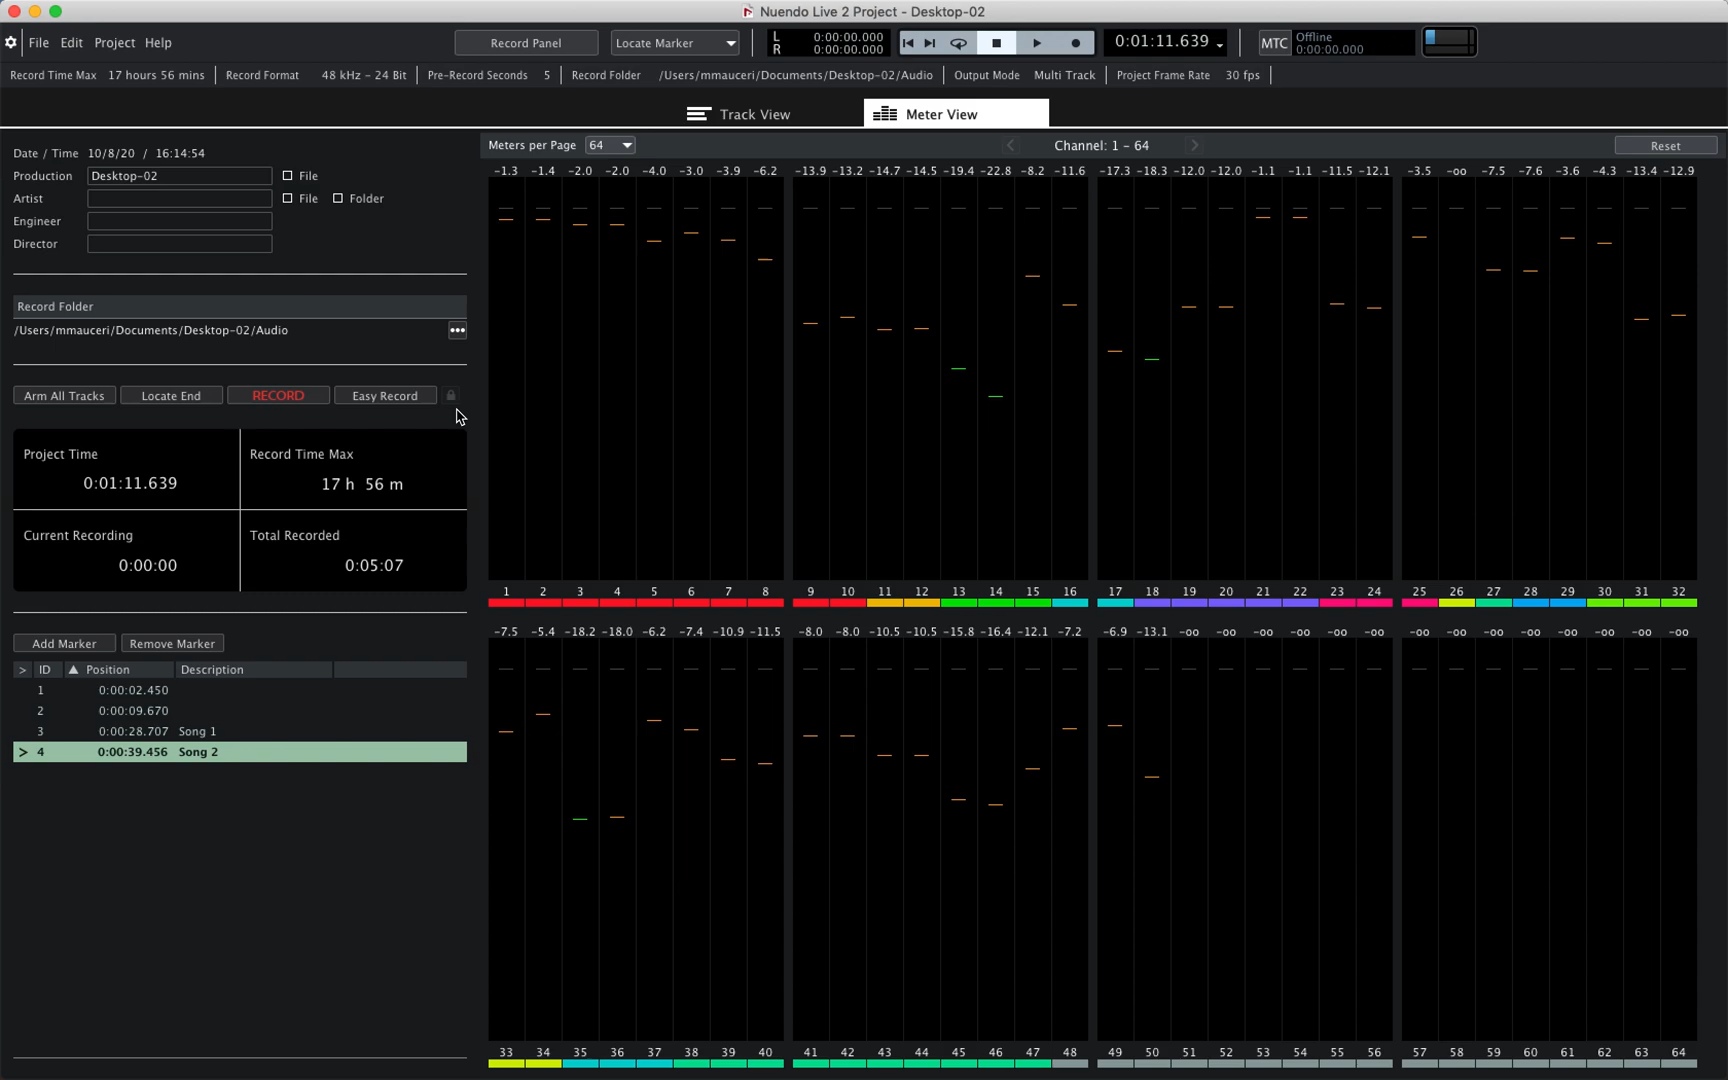 Nuendo Live 2 Project - Desktop-02
File Edit Project Help Record Panel Locate Marker L 0:00:00.000 R 0:00:00.000 0:01:11.639 MTC Offline 0:00:00.000
Record Time Max 17 hours 56 mins Record Format 48 kHz - 24 Bit Pre-Record Seconds 5 Record Folder /Users/mmauceri/Documents/Desktop-02/Audio Output Mode Multi Track Project Frame Rate 30 fps
Track View Meter View
Date / Time 10/8/20 / 16:14:54
Production Desktop-02 File
Artist File Folder
Engineer
Director
Record Folder
/Users/mmauceri/Documents/Desktop-02/Audio •••
Arm All Tracks Locate End RECORD Easy Record
Project Time Record Time Max
0:01:11.639 17 h 56 m
Current Recording Total Recorded
0:00:00 0:05:07
Add Marker Remove Marker
> ID Position Description
1 0:00:02.450
2 0:00:09.670
3 0:00:28.707 Song 1
> 4 0:00:39.456 Song 2
Meters per Page 64 Channel: 1 - 64 Reset
-1.3 -1.4 -2.0 -2.0 -4.0 -3.0 -3.9 -6.2 -13.9 -13.2 -14.7 -14.5 -19.4 -22.8 -8.2 -11.6 -17.3 -18.3 -12.0 -12.0 -1.1 -1.1 -11.5 -12.1 -3.5 -oo -7.5 -7.6 -3.6 -4.3 -13.4 -12.9
1 2 3 4 5 6 7 8 9 10 11 12 13 14 15 16 17 18 19 20 21 22 23 24 25 26 27 28 29 30 31 32
-7.5 -5.4 -18.2 -18.0 -6.2 -7.4 -10.9 -11.5 -8.0 -8.0 -10.5 -10.5 -15.8 -16.4 -12.1 -7.2 -6.9 -13.1 -oo -oo -oo -oo -oo -oo -oo -oo -oo -oo -oo -oo -oo -oo
33 34 35 36 37 38 39 40 41 42 43 44 45 46 47 48 49 50 51 52 53 54 55 56 57 58 59 60 61 62 63 64